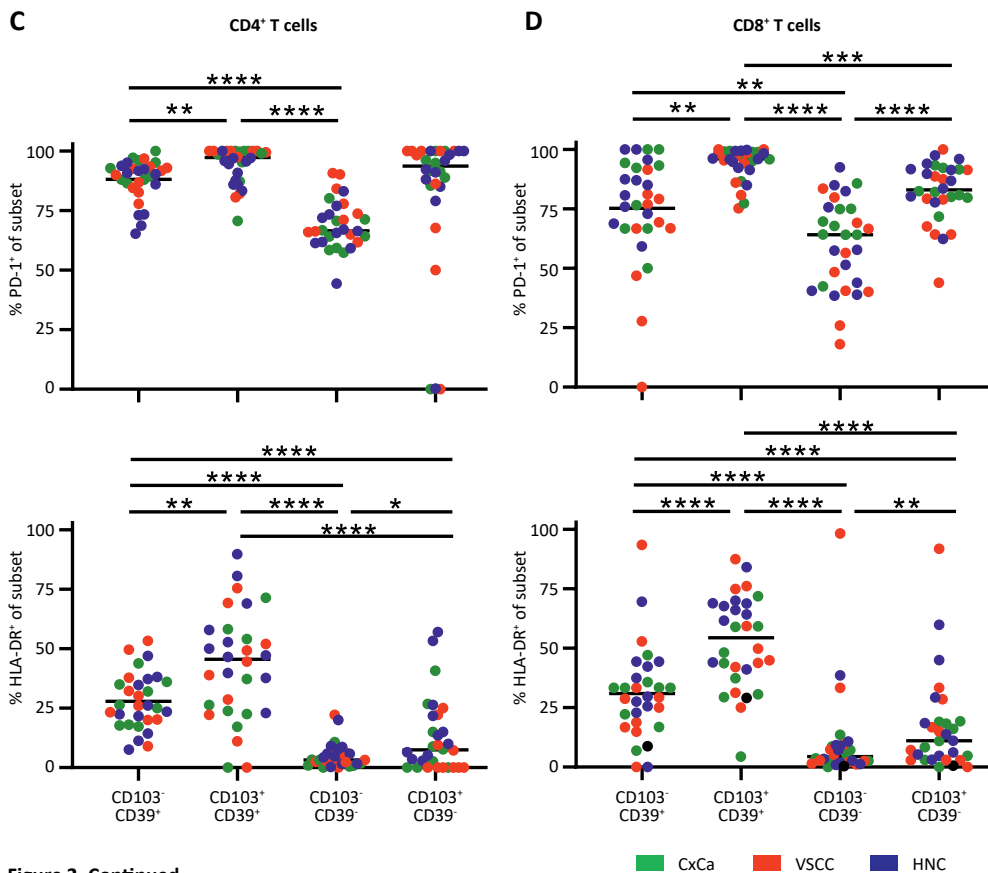 C CD4⁺ T cells
D CD8⁺ T cells
****
** ****
***
**
** **** ****
% PD-1⁺ of subset
100
75
50
25
0
% PD-1⁺ of subset
100
75
50
25
0
****
****
** **** *
****
****
****
****
**** **** **
% HLA-DR⁺ of subset
100
75
50
25
0
% HLA-DR⁺ of subset
100
75
50
25
0
CD103⁻ CD103⁺ CD103⁻ CD103⁺
CD39⁺ CD39⁺ CD39⁻ CD39⁻
CD103⁻ CD103⁺ CD103⁻ CD103⁺
CD39⁺ CD39⁺ CD39⁻ CD39⁻
CxCa VSCC HNC